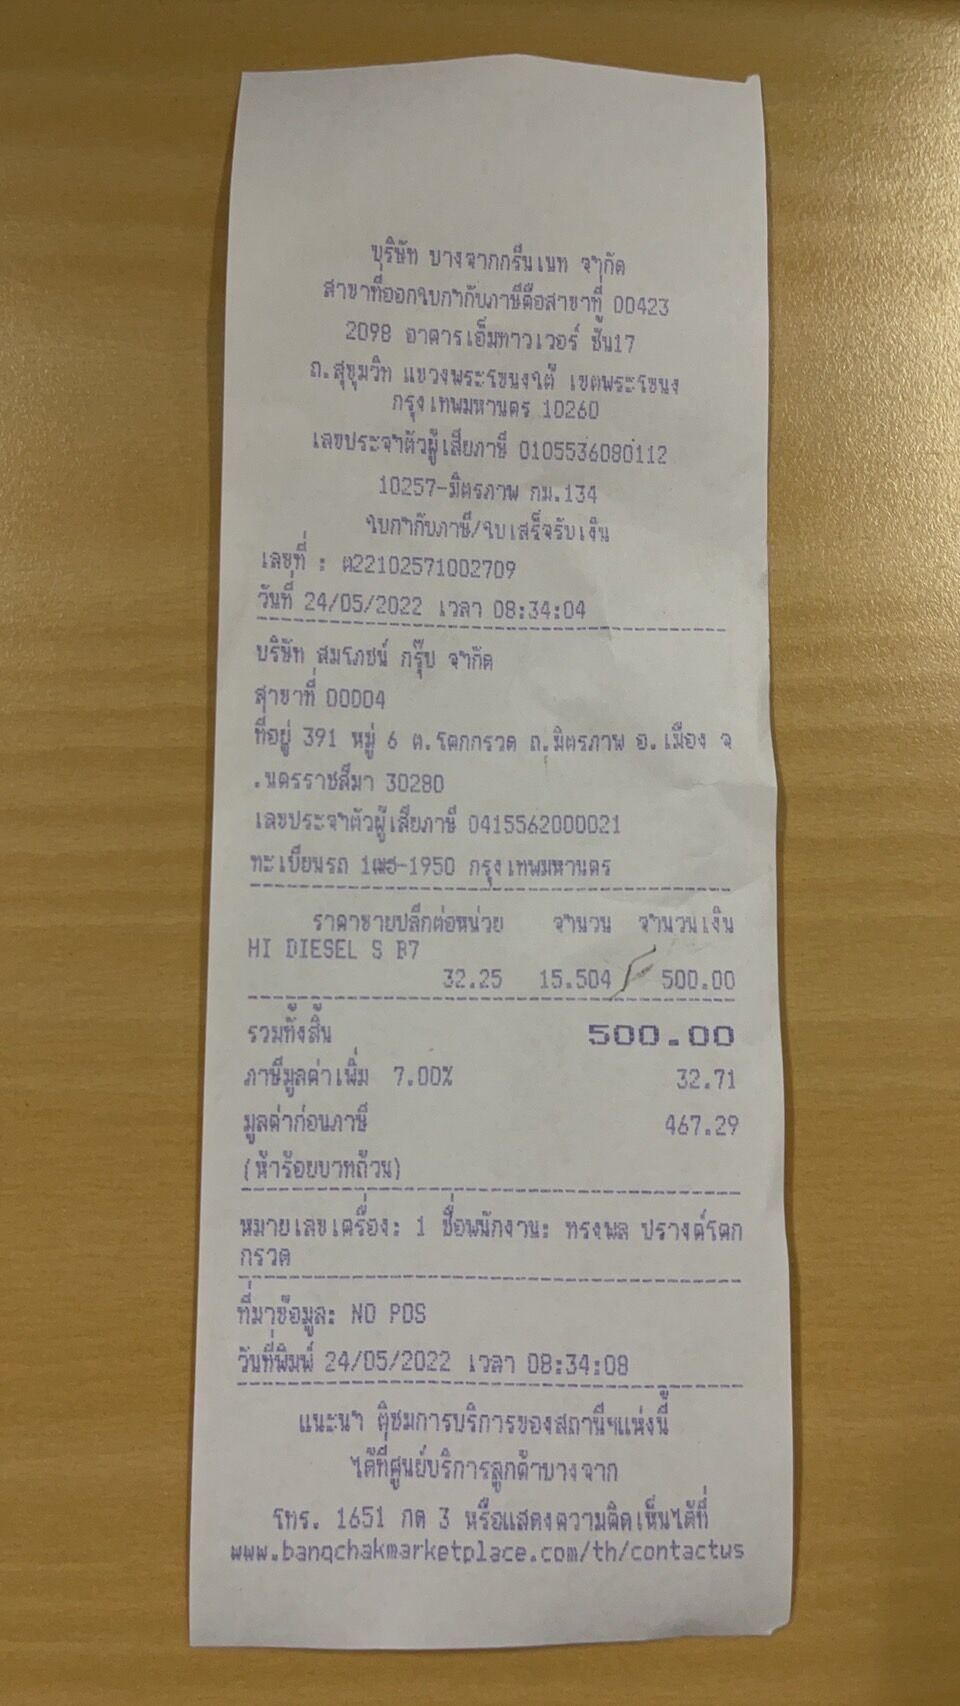 บริษัท บางจากกรีนเนท จำกัด
สาขาที่ออกใบกำกับภาษีคือสาขาที่ 00423
2098 อาคารเอ็มทาวเวอร์ ชั้น17
ถ.สุขุมวิท แขวงพระโขนงใต้ เขตพระโขนง
กรุงเทพมหานคร 10260
เลขประจำตัวผู้เสียภาษี 0105536080112
10257-มิตรภาพ กม.134
ใบกำกับภาษี/ใบเสร็จรับเงิน
เลขที่ : ต22102571002709
วันที่ 24/05/2022 เวลา 08:34:04
บริษัท สมโภชน์ กรุ๊ป จำกัด
สาขาที่ 00004
ที่อยู่ 391 หมู่ 6 ต.โคกกรวด ถ.มิตรภาพ อ.เมือง จ
.นครราชสีมา 30280
เลขประจำตัวผู้เสียภาษี 0415562000021
ทะเบียนรถ -1950 กรุงเทพมหานคร
ราคาขายปลีกต่อหน่วย จำนวน จำนวนเงิน
HI DIESEL S B7
32.25 15.504 500.00
รวมทั้งสิ้น 500.00
ภาษีมูลค่าเพิ่ม 7.00% 32.71
มูลค่าก่อนภาษี 467.29
(ห้าร้อยบาทถ้วน)
หมายเลขเครื่อง: 1 ชื่อพนักงาน: ทรงพล ปรางค์โคก
กรวด
ที่มาข้อมูล: NO POS
วันที่พิมพ์ 24/05/2022 เวลา 08:34:08
แนะนำ ติชมการบริการของสถานีฯแห่งนี้
ได้ที่ศูนย์บริการลูกค้าบางจาก
โทร. 1651 กด 3 หรือแสดงความคิดเห็นได้ที่
www.bangchakmarketplace.com/th/contactus